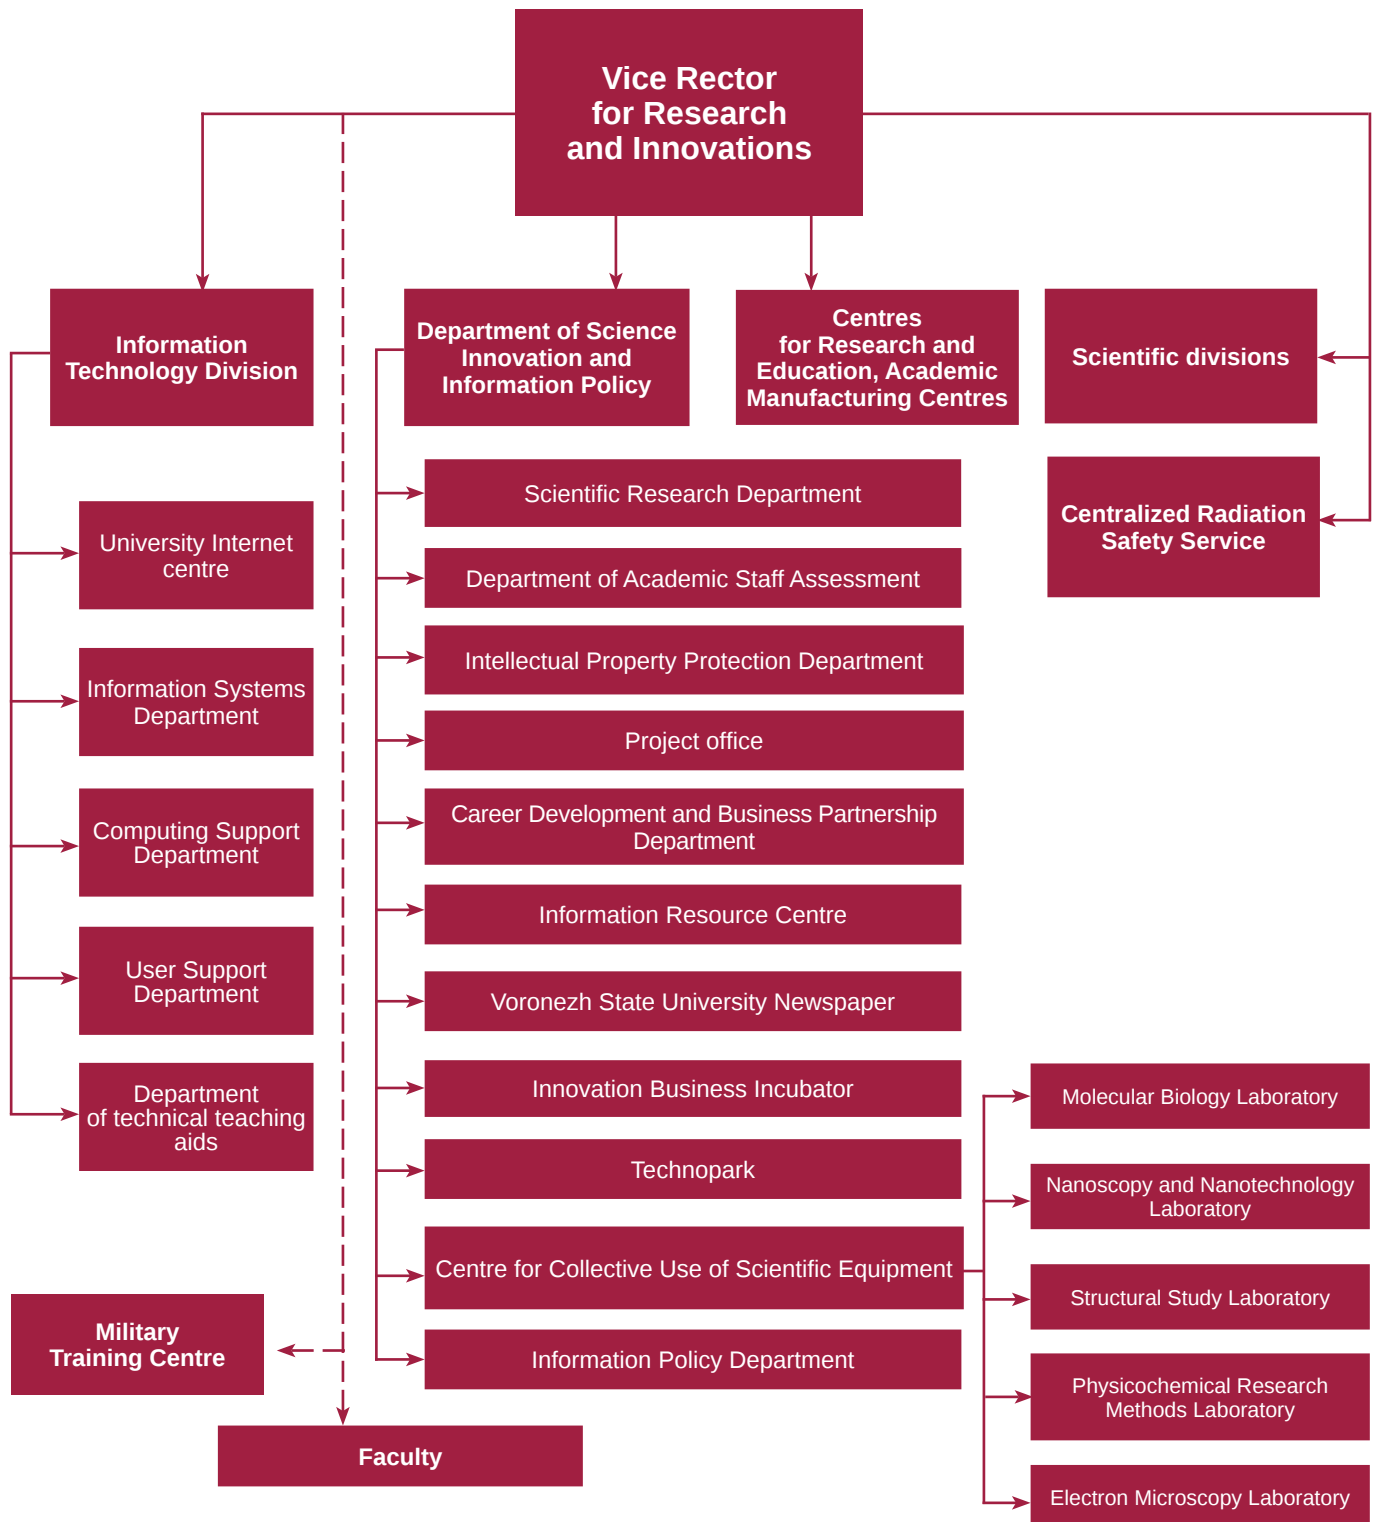 Vice Rector
for Research
and Innovations
Information
Technology Division
Department of Science
Innovation and
Information Policy
Centres
for Research and
Education, Academic
Manufacturing Centres
Scientific divisions
Centralized Radiation
Safety Service
University Internet
centre
Information Systems
Department
Computing Support
Department
User Support
Department
Department
of technical teaching
aids
Scientific Research Department
Department of Academic Staff Assessment
Intellectual Property Protection Department
Project office
Career Development and Business Partnership
Department
Information Resource Centre
Voronezh State University Newspaper
Innovation Business Incubator
Technopark
Centre for Collective Use of Scientific Equipment
Information Policy Department
Molecular Biology Laboratory
Nanoscopy and Nanotechnology
Laboratory
Structural Study Laboratory
Physicochemical Research
Methods Laboratory
Electron Microscopy Laboratory
Military
Training Centre
Faculty